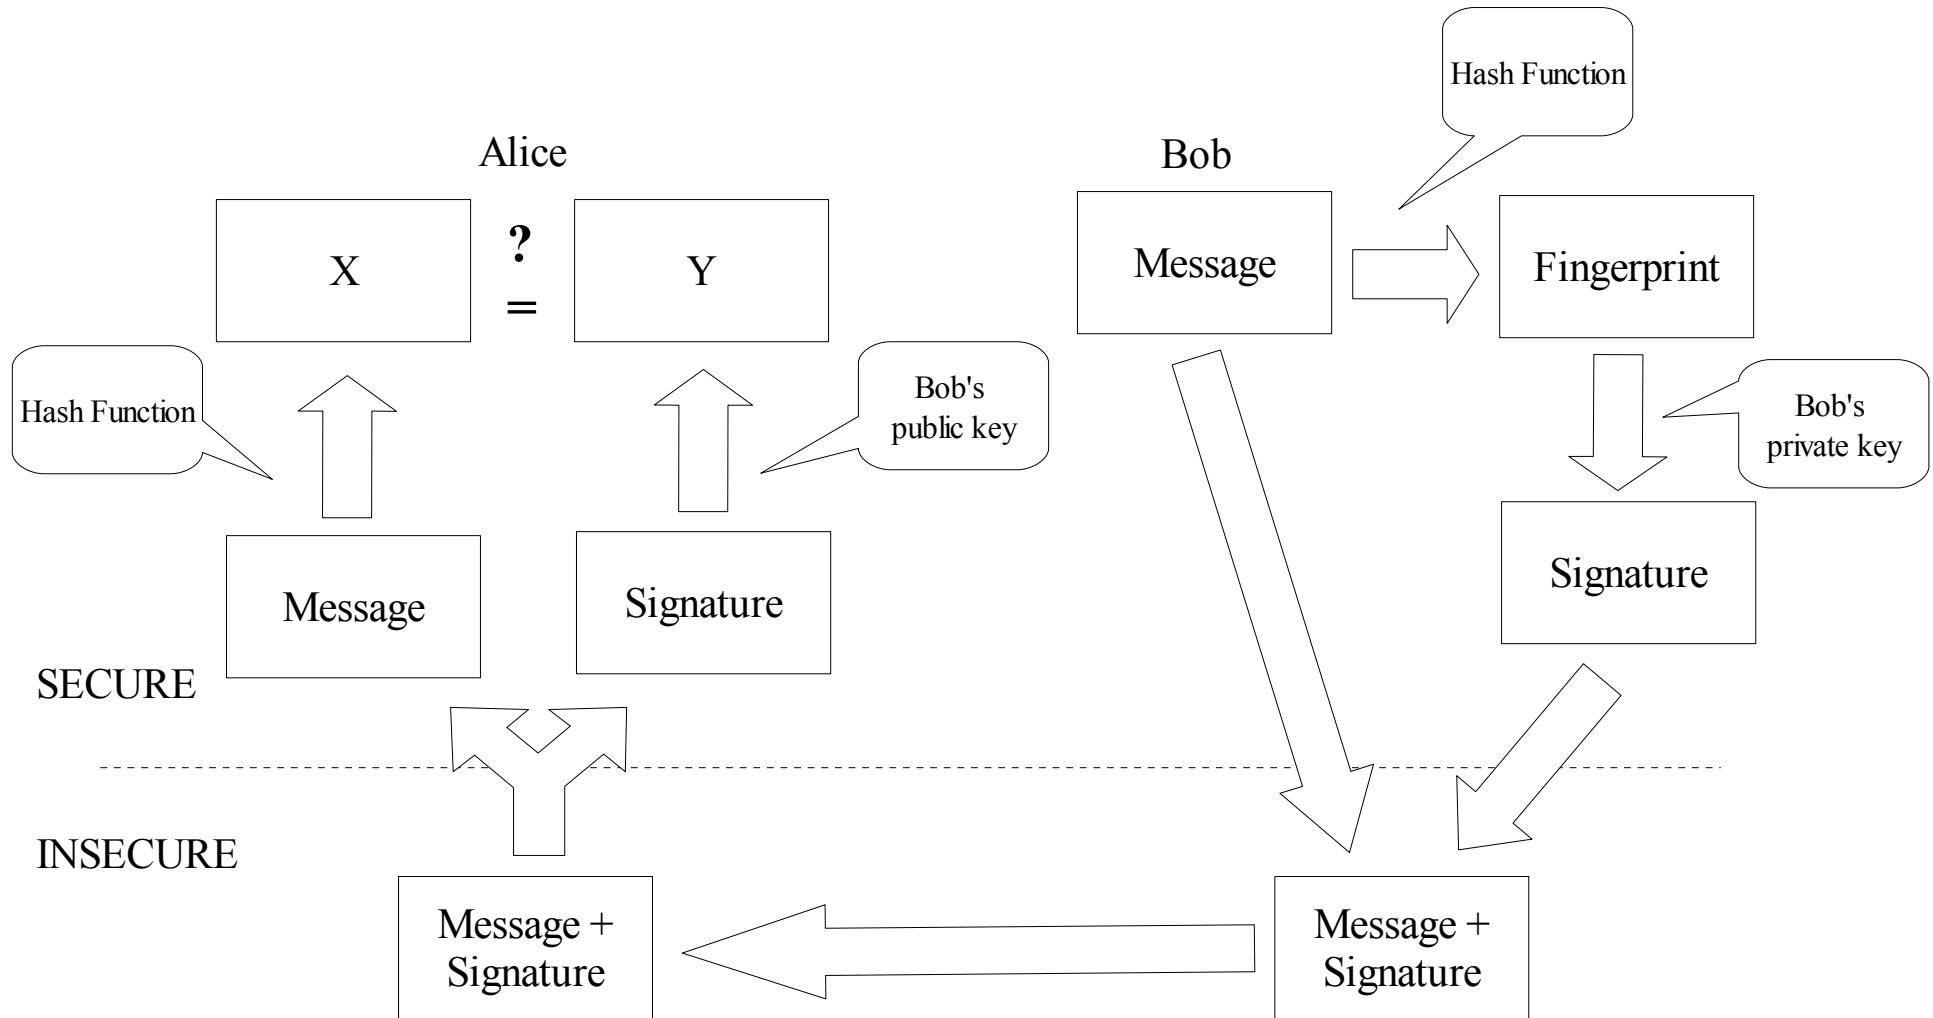 Hash Function
Alice
Bob
X
?
=
Y
Message
Fingerprint
Hash Function
Bob's
public key
Bob's
private key
Message
Signature
Signature
SECURE
INSECURE
Message +
Signature
Message +
Signature